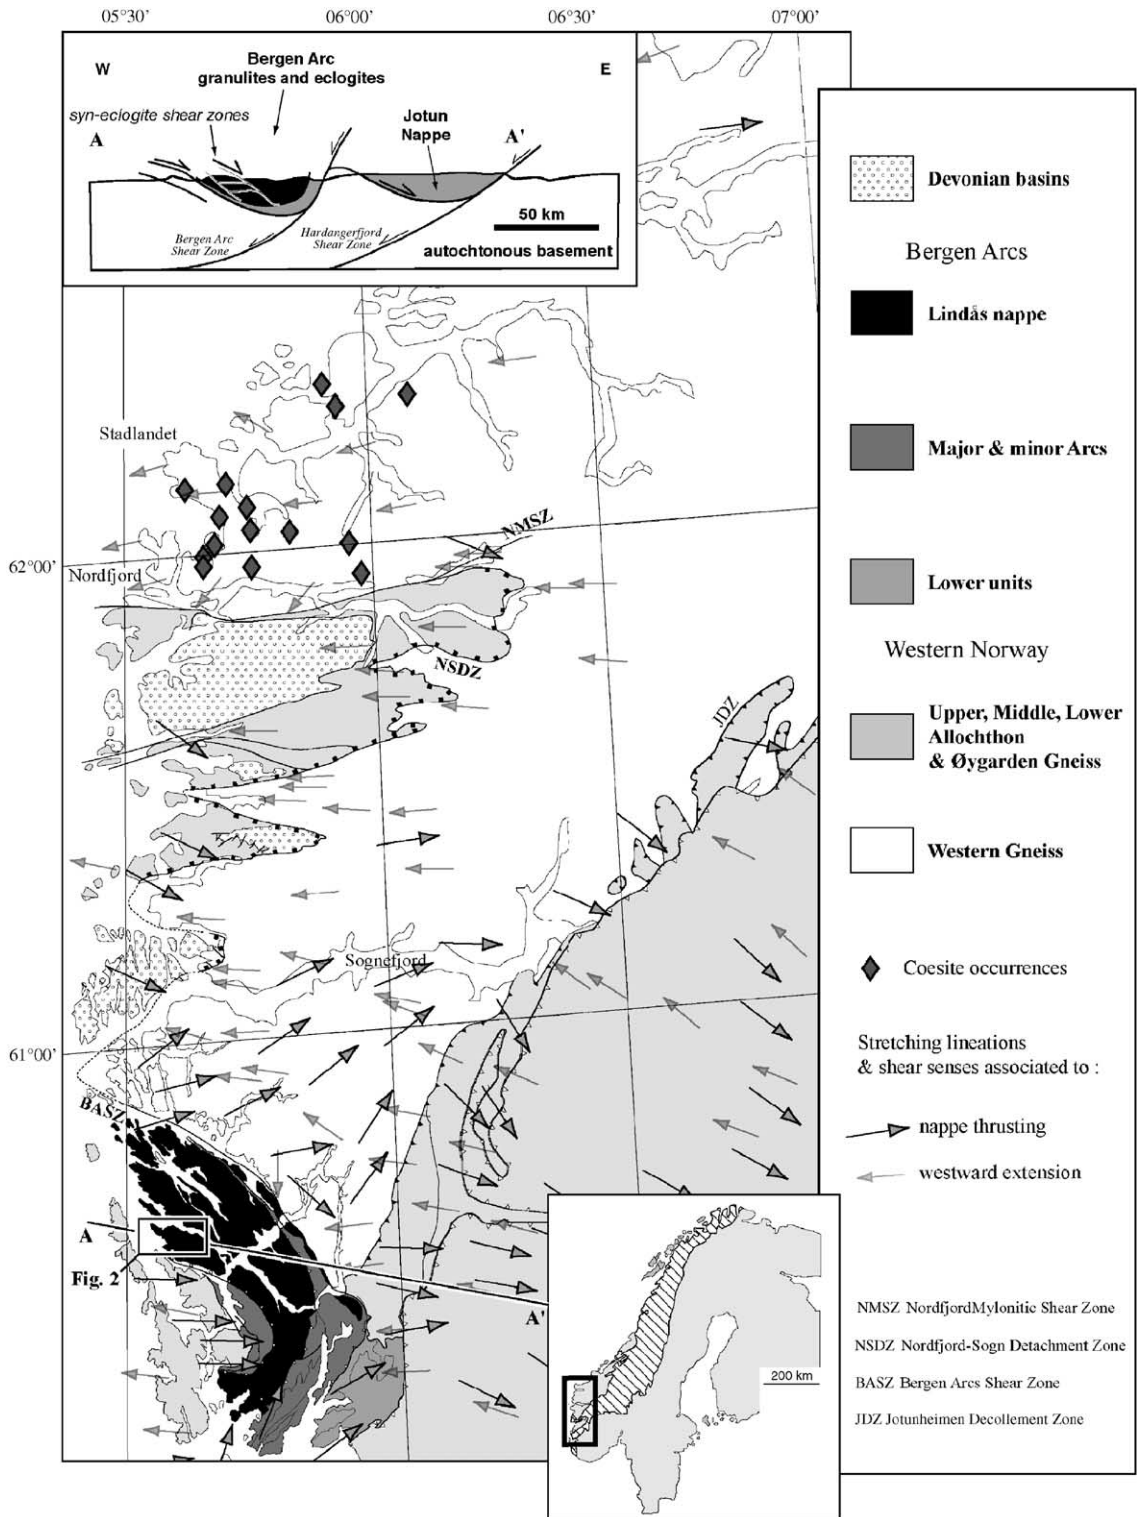 05°30'
06°00'
06°30'
07°00'
W
Bergen Arc
granulites and eclogites
E
syn-eclogite shear zones
A
Jotun
Nappe
A'
50 km
Bergen Arc
Shear Zone
Hardangerfjord
Shear Zone
autochtonous basement
Stadlandet
NMSZ
62°00'
Nordfjord
NSDZ
JDZ
Sognefjord
61°00'
BASZ
A
Fig. 2
A'
200 km
Devonian basins
Bergen Arcs
Lindås nappe
Major & minor Arcs
Lower units
Western Norway
Upper, Middle, Lower
Allochthon
& Øygarden Gneiss
Western Gneiss
Coesite occurrences
Stretching lineations
& shear senses associated to :
nappe thrusting
westward extension
NMSZ NordfjordMylonitic Shear Zone
NSDZ Nordfjord-Sogn Detachment Zone
BASZ Bergen Arcs Shear Zone
JDZ Jotunheimen Decollement Zone